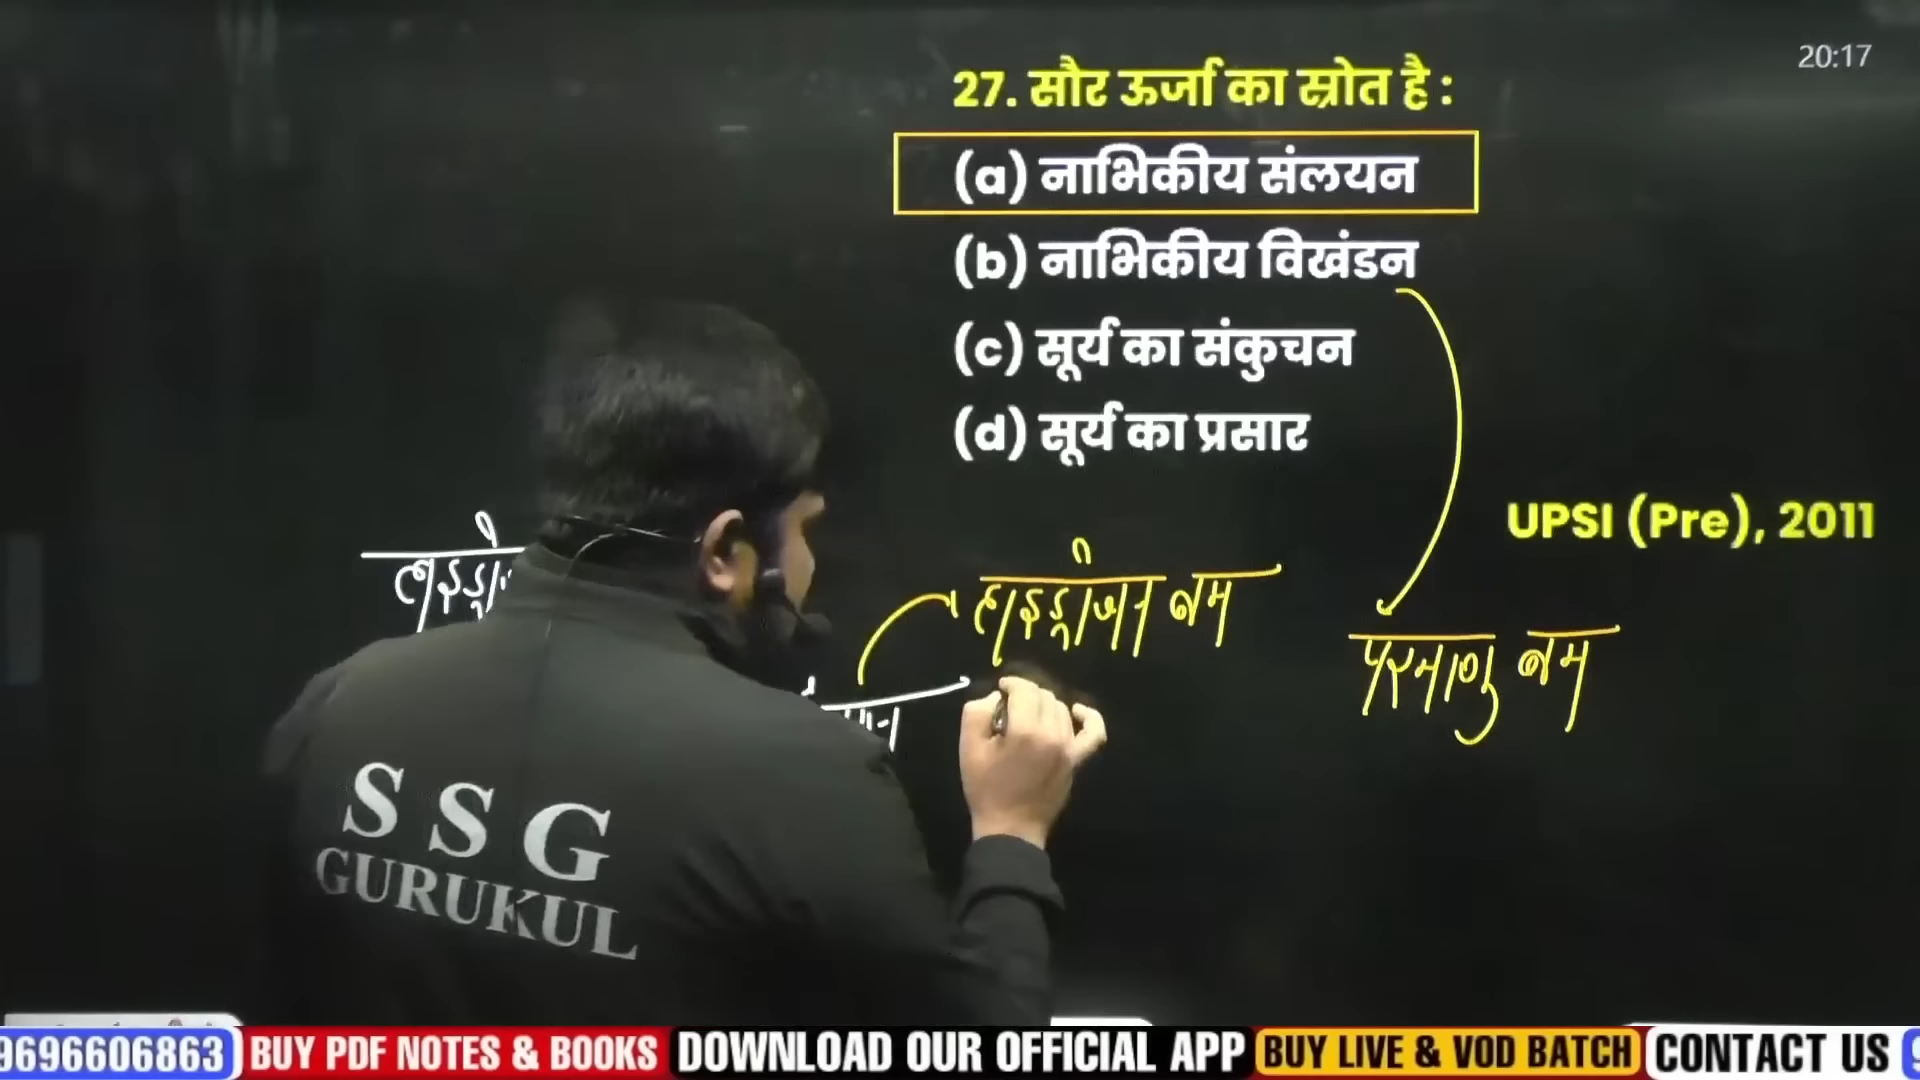 20:17
27. सौर ऊर्जा का स्रोत है :
(a) नाभिकीय संलयन
(b) नाभिकीय विखंडन
(c) सूर्य का संकुचन
(d) सूर्य का प्रसार
UPSI (Pre), 2011
हाइड्रोजन बम
परमाणु बम
S S G
GURUKUL
9696606863 BUY PDF NOTES & BOOKS DOWNLOAD OUR OFFICIAL APP BUY LIVE & VOD BATCH CONTACT US